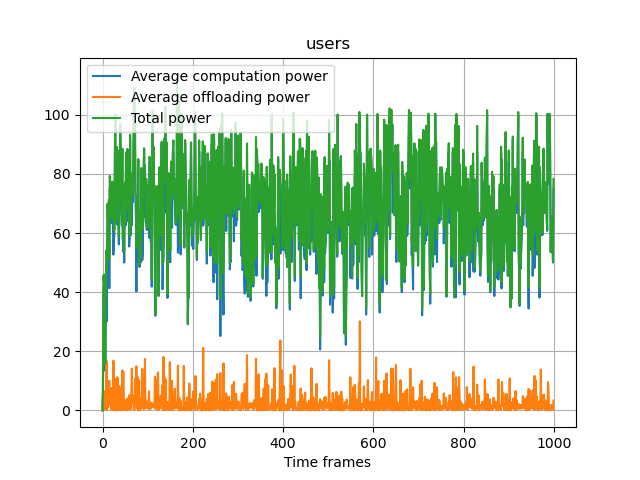 users
Average computation power
Average offloading power
Total power
100
80
60
40
20
0
0 200 400 600 800 1000
Time frames